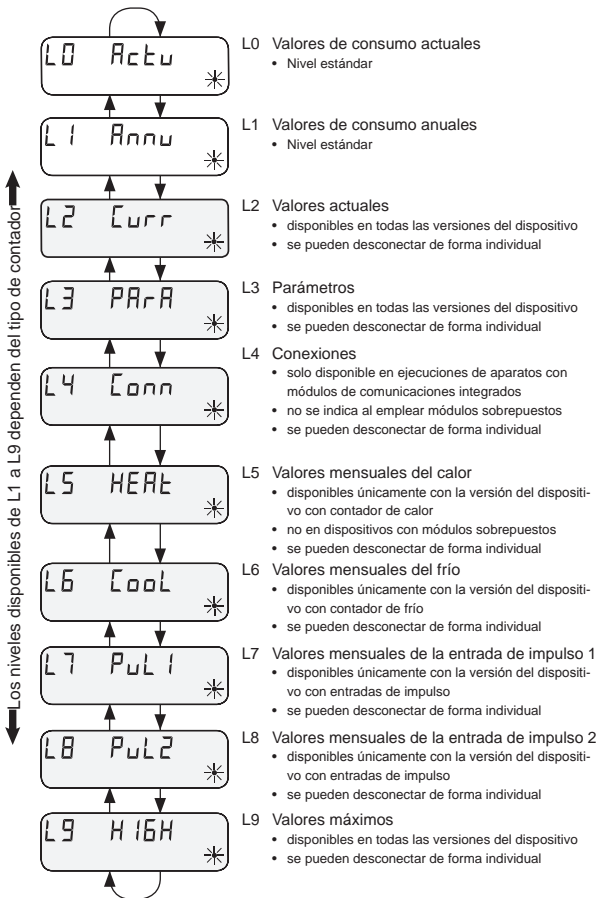 L0 Actu
L0 Valores de consumo actuales
• Nivel estándar
L1 Annu
L1 Valores de consumo anuales
• Nivel estándar
L2 Curr
L2 Valores actuales
• disponibles en todas las versiones del dispositivo
• se pueden desconectar de forma individual
L3 PArA
L3 Parámetros
• disponibles en todas las versiones del dispositivo
• se pueden desconectar de forma individual
L4 Conn
L4 Conexiones
• solo disponible en ejecuciones de aparatos con
módulos de comunicaciones integrados
• no se indica al emplear módulos sobrepuestos
• se pueden desconectar de forma individual
L5 HEAt
L5 Valores mensuales del calor
• disponibles únicamente con la versión del dispositi-
vo con contador de calor
• no en dispositivos con módulos sobrepuestos
• se pueden desconectar de forma individual
L6 CooL
L6 Valores mensuales del frío
• disponibles únicamente con la versión del dispositi-
vo con contador de frío
• se pueden desconectar de forma individual
L7 PuL1
L7 Valores mensuales de la entrada de impulso 1
• disponibles únicamente con la versión del dispositi-
vo con entradas de impulso
• se pueden desconectar de forma individual
L8 PuL2
L8 Valores mensuales de la entrada de impulso 2
• disponibles únicamente con la versión del dispositi-
vo con entradas de impulso
• se pueden desconectar de forma individual
L9 HIGH
L9 Valores máximos
• disponibles en todas las versiones del dispositivo
• se pueden desconectar de forma individual
Los niveles disponibles de L1 a L9 dependen del tipo de contador